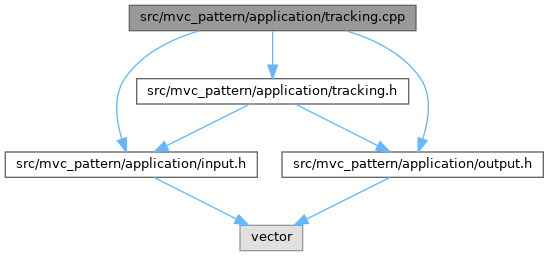 src/mvc_pattern/application/tracking.cpp
src/mvc_pattern/application/tracking.h
src/mvc_pattern/application/input.h
src/mvc_pattern/application/output.h
vector